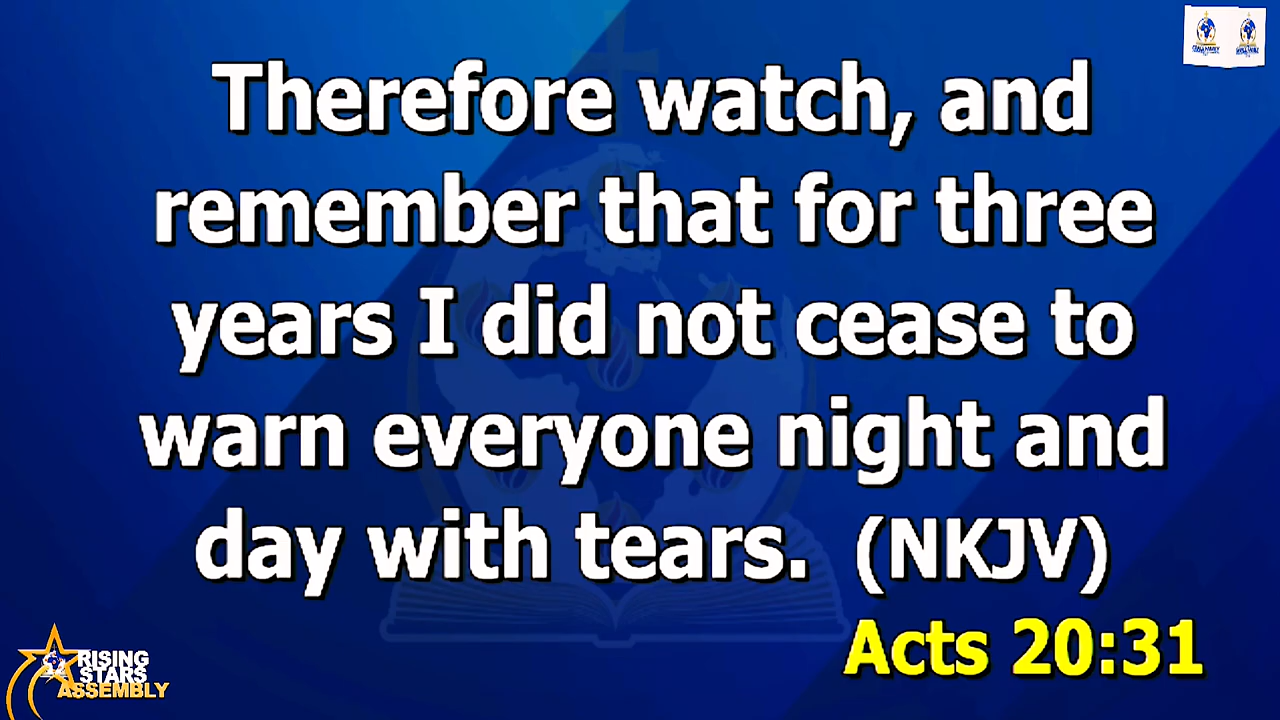 Therefore watch, and
remember that for three
years I did not cease to
warn everyone night and
day with tears.  (NKJV)
Acts 20:31
RISING
STARS
ASSEMBLY